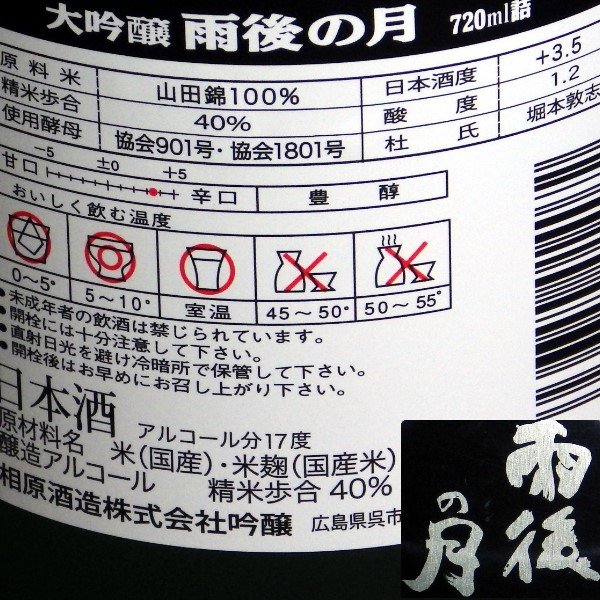 大吟醸 雨後の月 720ml詰
原料米 山田錦100% 日本酒度 +3.5
精米歩合 40% 酸度 1.2
使用酵母 協会901号・協会1801号 杜氏 堀本敦志
甘口 -5 ±0 +5 辛口 豊醇
おいしく飲む温度
0～5° 5～10° 室温 45～50° 50～55°
・未成年者の飲酒は禁じられています。
・開栓には十分注意して下さい。
・直射日光を避け冷暗所で保管して下さい。
・開栓後はお早めにお召し上がり下さい。
日本酒 アルコール分17度
原材料名 米(国産)・米麹(国産米)
醸造アルコール 精米歩合 40%
相原酒造株式会社吟醸 広島県呉市
雨後
の月